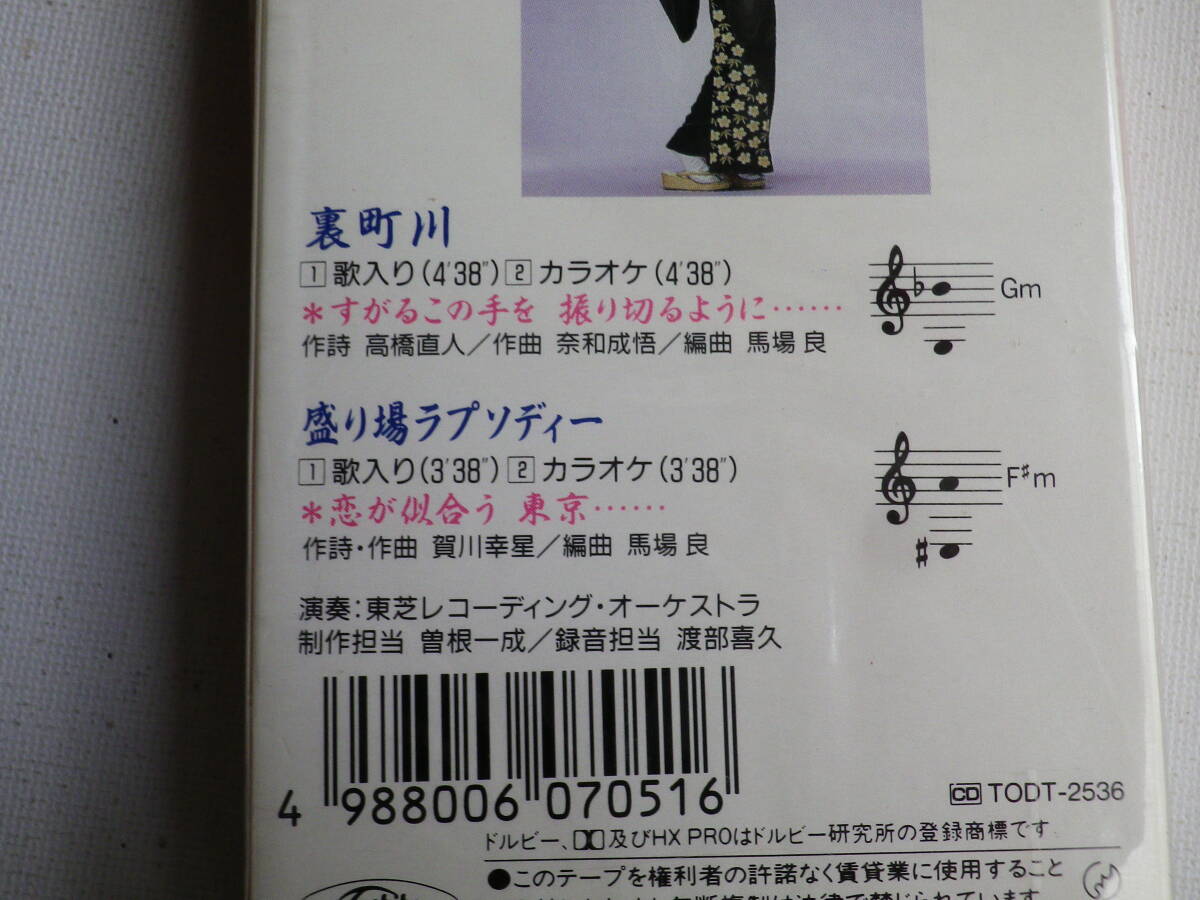 裏町川
1 歌入り(4'38") 2 カラオケ(4'38")
*すがるこの手を 振り切るように……
作詩 高橋直人／作曲 奈和成悟／編曲 馬場 良
Gm
盛り場ラプソディー
1 歌入り(3'38") 2 カラオケ(3'38")
*恋が似合う 東京……
作詩・作曲 賀川幸星／編曲 馬場 良
F♯m
演奏:東芝レコーディング・オーケストラ
制作担当 曽根一成／録音担当 渡部喜久
4 988006 070516
CD TODT-2536
ドルビー、及びHX PROはドルビー研究所の登録商標です
●このテープを権利者の許諾なく賃貸業に使用すること